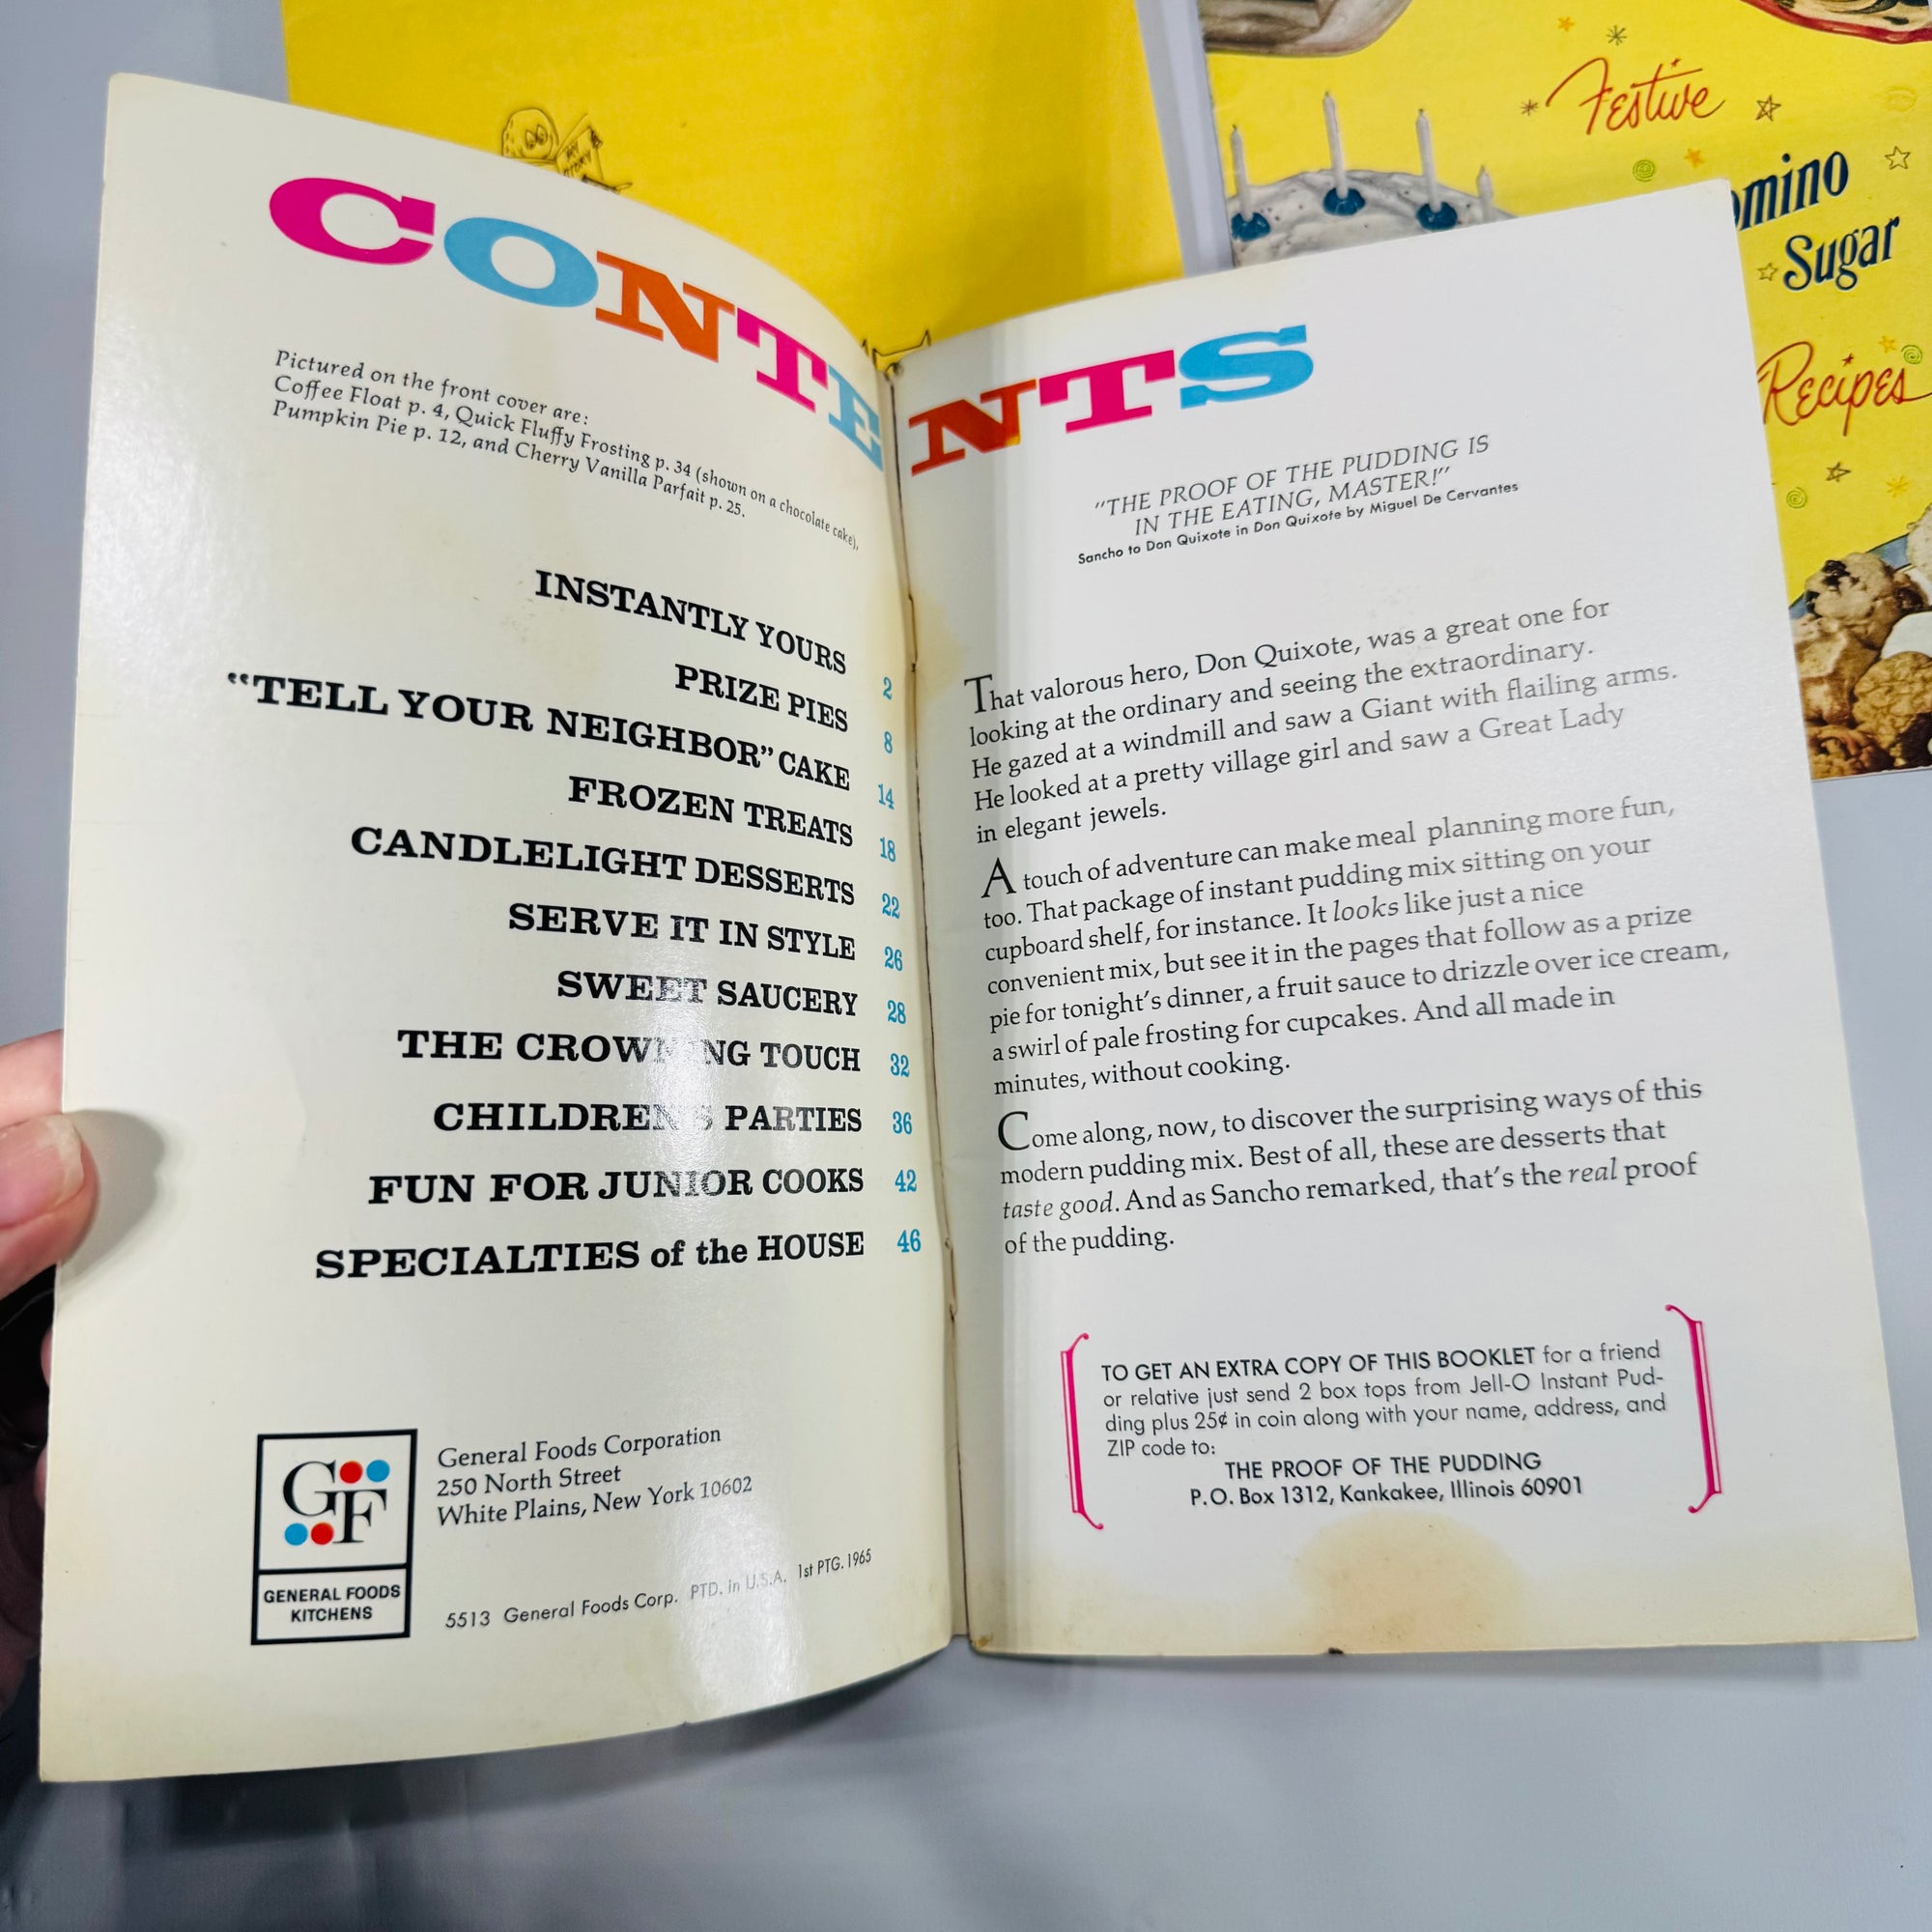 CONTENTS
Pictured on the front cover are:
Coffee Float p. 4, Quick Fluffy Frosting p. 34 (shown on a chocolate cake),
Pumpkin Pie p. 12, and Cherry Vanilla Parfait p. 25.
INSTANTLY YOURS 2
PRIZE PIES 8
“TELL YOUR NEIGHBOR” CAKE 14
FROZEN TREATS 18
CANDLELIGHT DESSERTS 22
SERVE IT IN STYLE 26
SWEET SAUCERY 28
THE CROWNING TOUCH 32
CHILDREN'S PARTIES 36
FUN FOR JUNIOR COOKS 42
SPECIALTIES of the HOUSE 46
GF
GENERAL FOODS
KITCHENS
General Foods Corporation
250 North Street
White Plains, New York 10602
5513 General Foods Corp. PTD. in U.S.A. 1st PTG. 1965
"THE PROOF OF THE PUDDING IS
IN THE EATING, MASTER!"
Sancho to Don Quixote in Don Quixote by Miguel De Cervantes
That valorous hero, Don Quixote, was a great one for
looking at the ordinary and seeing the extraordinary.
He gazed at a windmill and saw a Giant with flailing arms.
He looked at a pretty village girl and saw a Great Lady
in elegant jewels.
A touch of adventure can make meal planning more fun,
too. That package of instant pudding mix sitting on your
cupboard shelf, for instance. It looks like just a nice
convenient mix, but see it in the pages that follow as a prize
pie for tonight's dinner, a fruit sauce to drizzle over ice cream,
a swirl of pale frosting for cupcakes. And all made in
minutes, without cooking.
Come along, now, to discover the surprising ways of this
modern pudding mix. Best of all, these are desserts that
taste good. And as Sancho remarked, that's the real proof
of the pudding.
TO GET AN EXTRA COPY OF THIS BOOKLET for a friend
or relative just send 2 box tops from Jell-O Instant Pud-
ding plus 25¢ in coin along with your name, address, and
ZIP code to:
THE PROOF OF THE PUDDING
P.O. Box 1312, Kankakee, Illinois 60901
Festive
omino
Sugar
Recipes